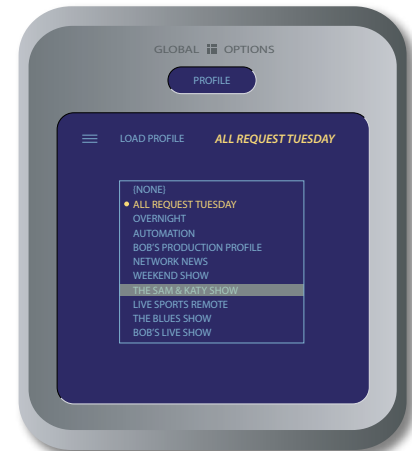 GLOBAL OPTIONS
PROFILE
LOAD PROFILE ALL REQUEST TUESDAY
(NONE)
ALL REQUEST TUESDAY
OVERNIGHT
AUTOMATION
BOB'S PRODUCTION PROFILE
NETWORK NEWS
WEEKEND SHOW
THE SAM & KATY SHOW
LIVE SPORTS REMOTE
THE BLUES SHOW
BOB'S LIVE SHOW